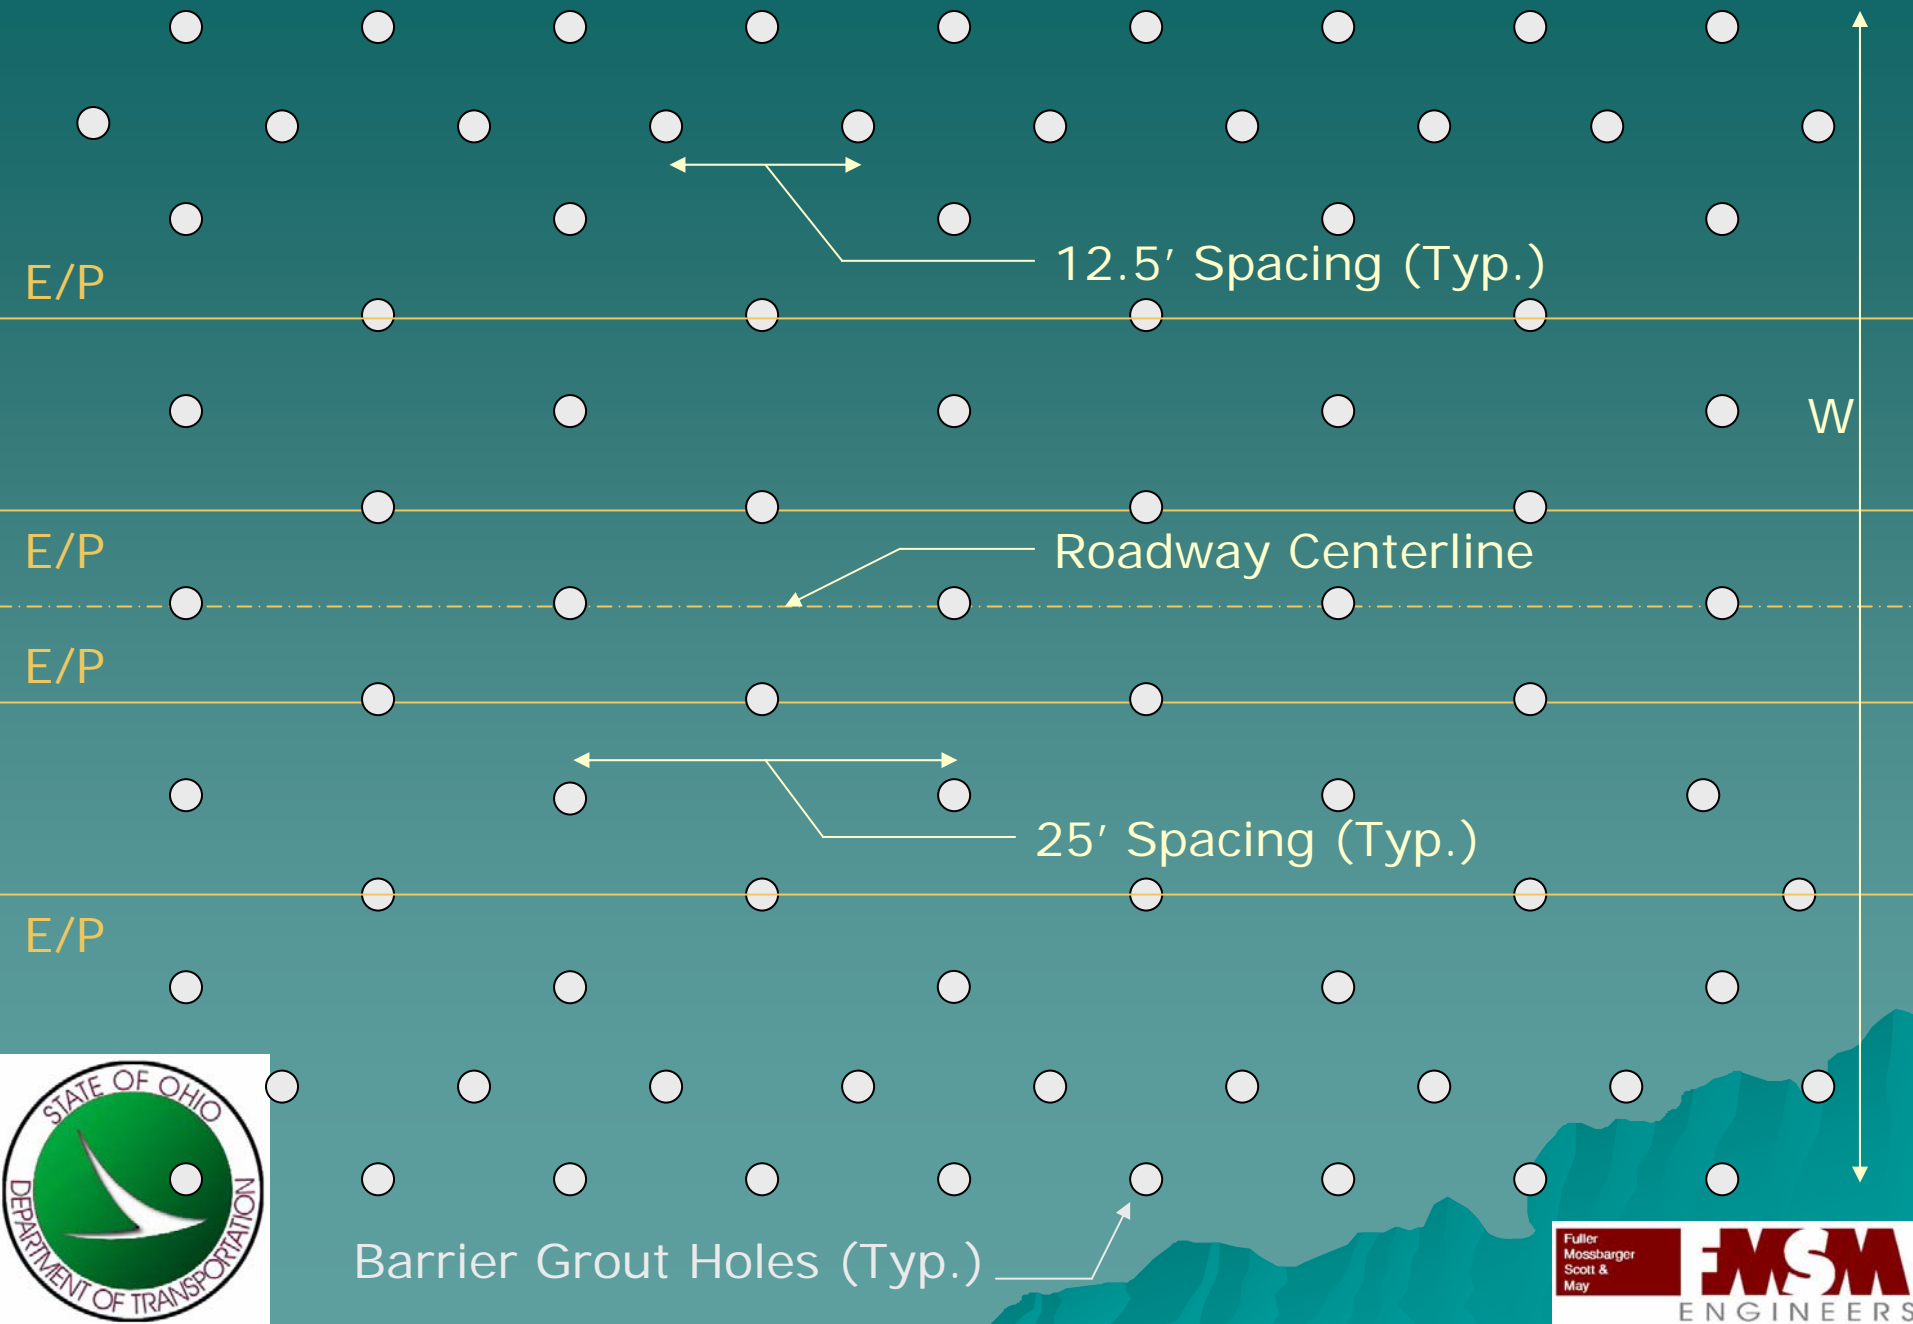 12.5′ Spacing (Typ.)
E/P
W
E/P
Roadway Centerline
E/P
25′ Spacing (Typ.)
E/P
STATE OF OHIO
DEPARTMENT OF TRANSPORTATION
Barrier Grout Holes (Typ.)
Fuller
Mossbarger
Scott &
May
FMSM
ENGINEERS